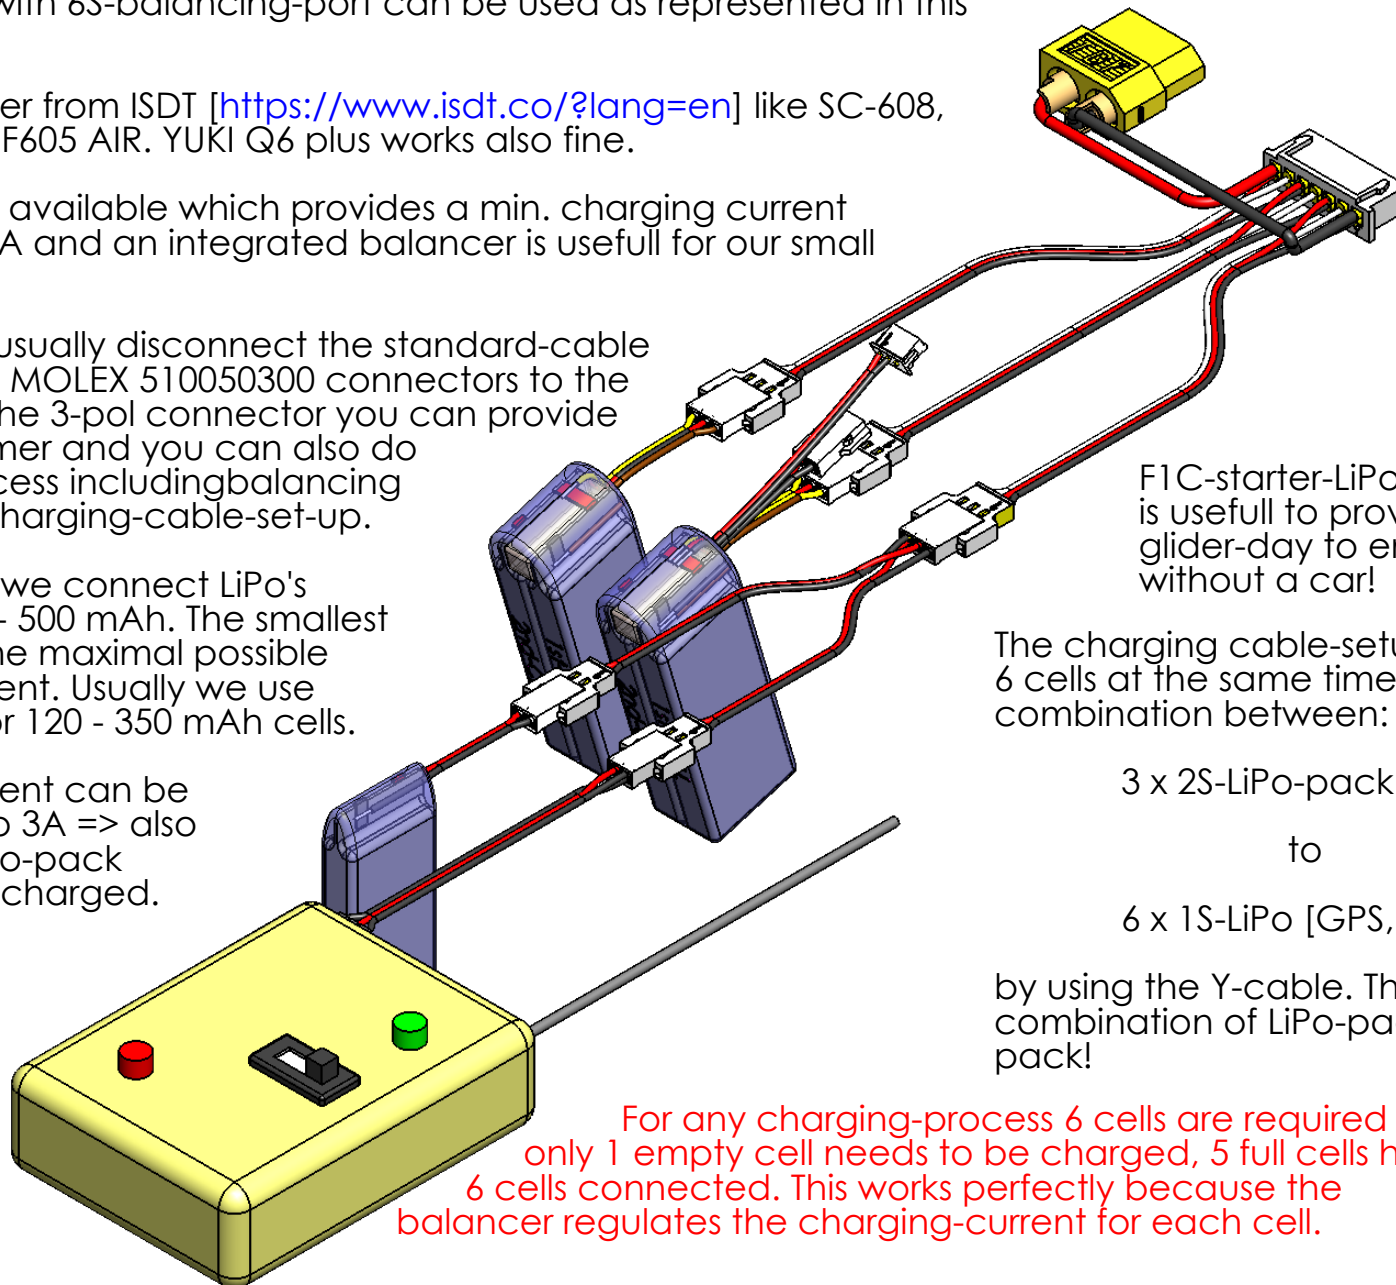 with 6S-balancing-port can be used as represented in this
er from ISDT [https://www.isdt.co/?lang=en] like SC-608,
F605 AIR. YUKI Q6 plus works also fine.
available which provides a min. charging current
A and an integrated balancer is usefull for our small
usually disconnect the standard-cable
MOLEX 510050300 connectors to the
he 3-pol connector you can provide
mer and you can also do
cess includingbalancing
charging-cable-set-up.
we connect LiPo's
- 500 mAh. The smallest
he maximal possible
ent. Usually we use
or 120 - 350 mAh cells.
ent can be
o 3A => also
o-pack
charged.
F1C-starter-LiPo
is usefull to prov
glider-day to er
without a car!
The charging cable-setu
6 cells at the same time
combination between:
3 x 2S-LiPo-pack
to
6 x 1S-LiPo [GPS,
by using the Y-cable. Th
combination of LiPo-pa
pack!
For any charging-process 6 cells are required
only 1 empty cell needs to be charged, 5 full cells h
6 cells connected. This works perfectly because the
balancer regulates the charging-current for each cell.